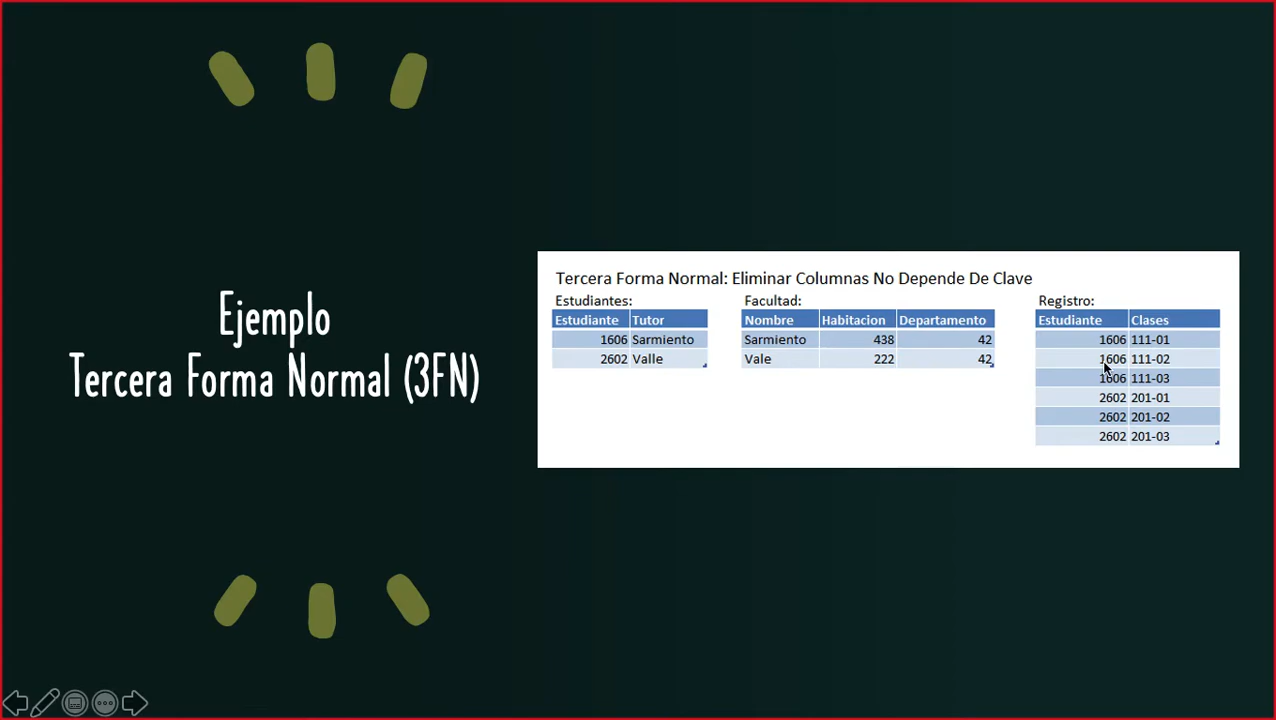 Ejemplo
Tercera Forma Normal (3FN)
Tercera Forma Normal: Eliminar Columnas No Depende De Clave
Estudiantes:
Estudiante Tutor
1606 Sarmiento
2602 Valle
Facultad:
Nombre Habitacion Departamento
Sarmiento 438 42
Vale 222 42
Registro:
Estudiante Clases
1606 111-01
1606 111-02
1606 111-03
2602 201-01
2602 201-02
2602 201-03